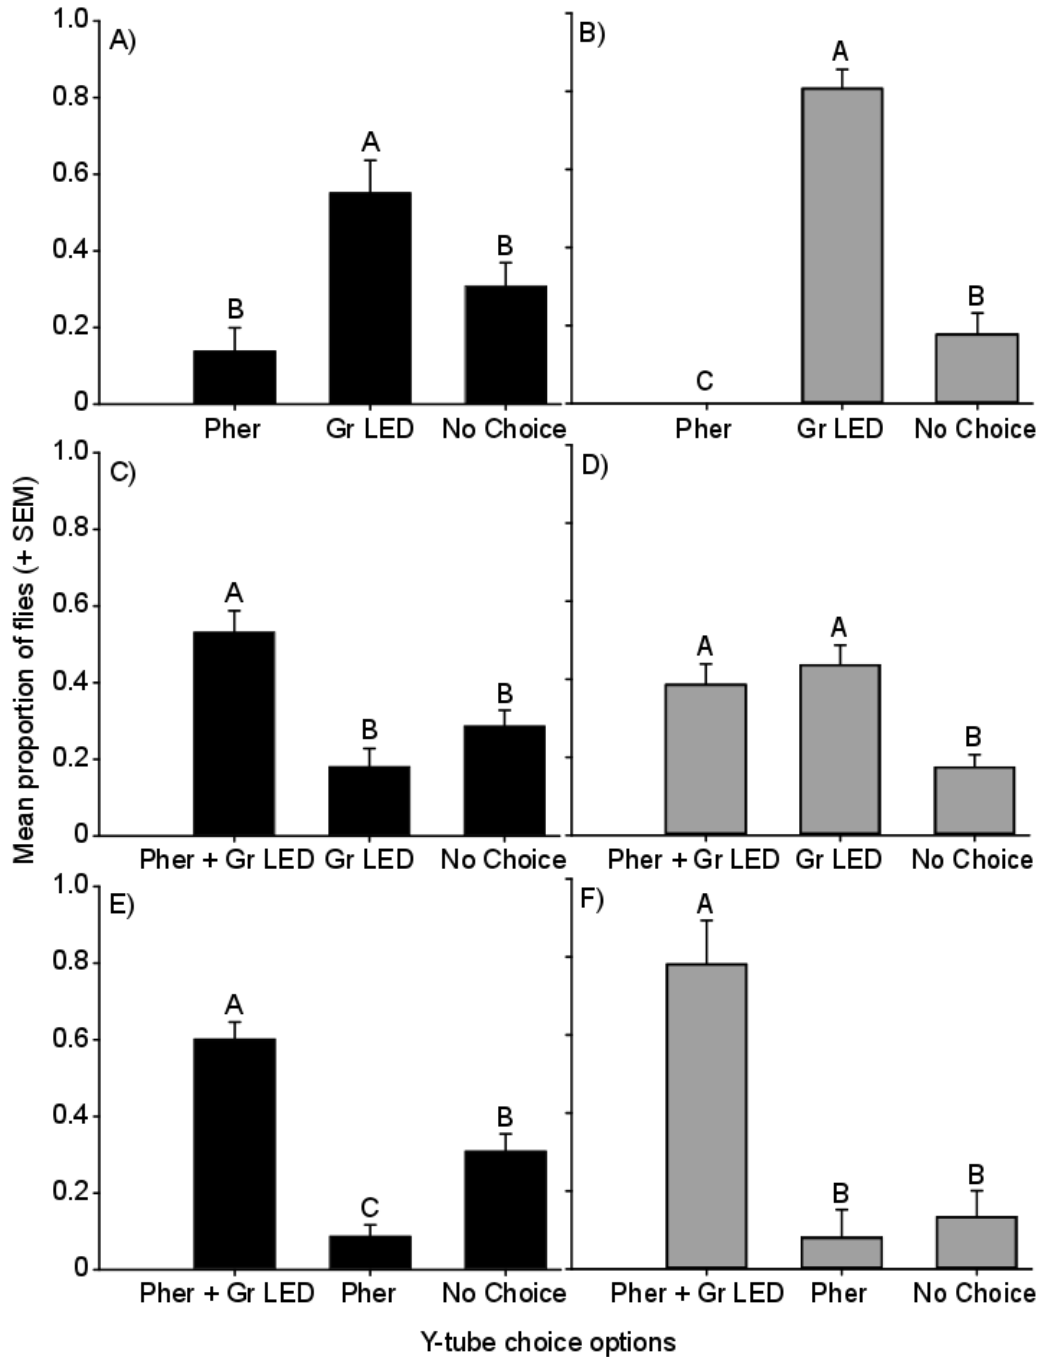 1.0
A)
B)
0.8
A
A
0.6
0.4
B
B
B
0.2
C
0
Pher Gr LED No Choice
Pher Gr LED No Choice
Mean proportion of flies (+ SEM)
1.0
C)
D)
0.8
0.6
A
A
A
0.4
B
B
B
0.2
0
Pher + Gr LED Gr LED No Choice
Pher + Gr LED Gr LED No Choice
1.0
E)
F)
A
0.8
A
0.6
0.4
B
C
B
B
0.2
0
Pher + Gr LED Pher No Choice
Pher + Gr LED Pher No Choice
Y-tube choice options